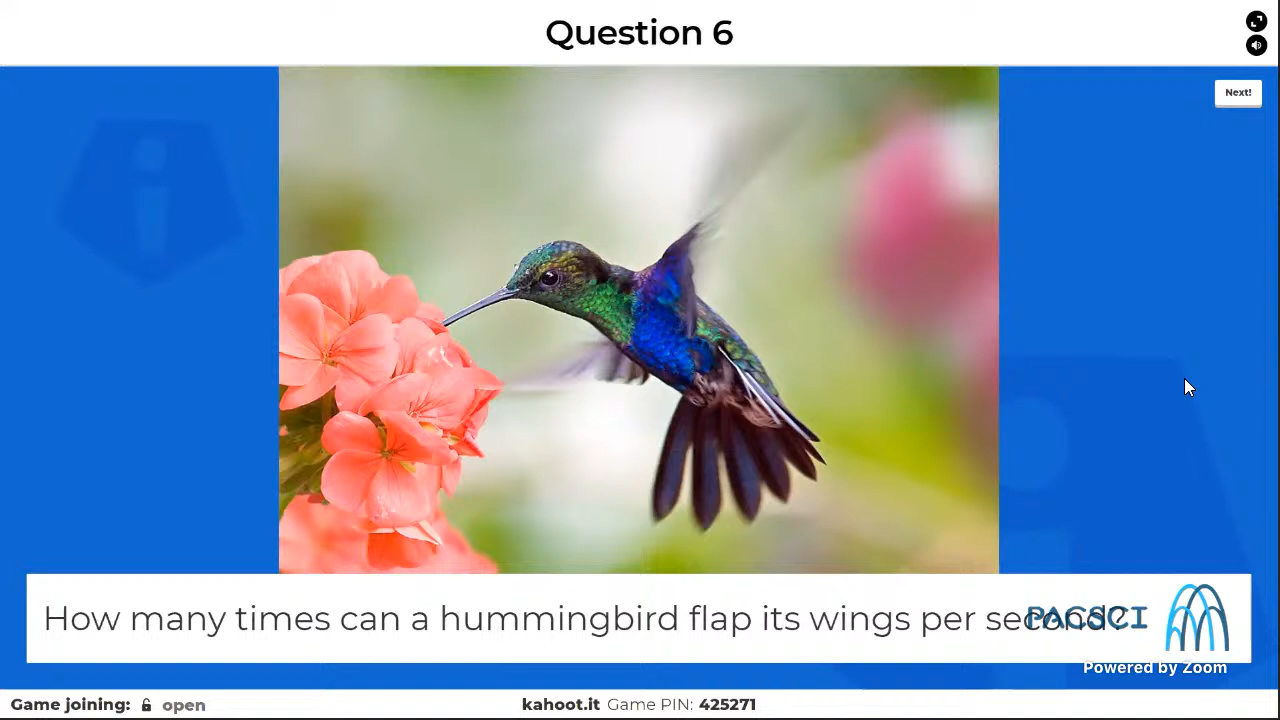 Question 6
Next!
How many times can a hummingbird flap its wings per second?
PACSCI
Powered by Zoom
Game joining: open
kahoot.it Game PIN: 425271